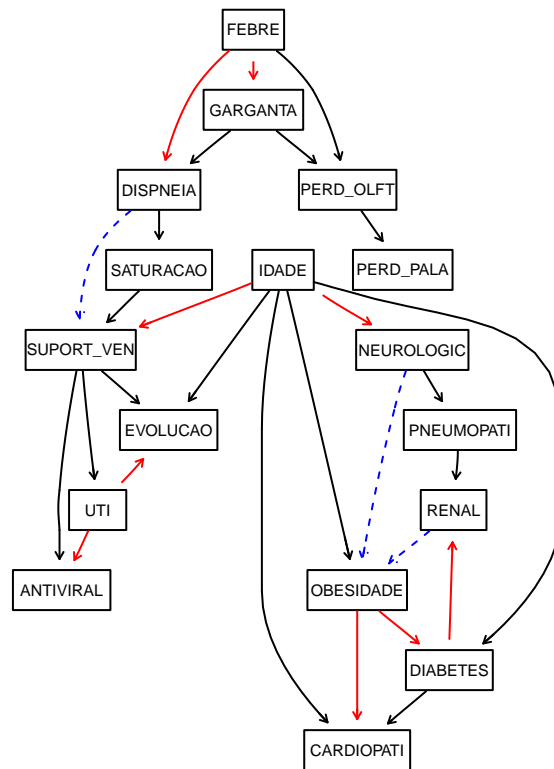 FEBRE
GARGANTA
DISPNEIA
PERD_OLFT
SATURACAO
IDADE
PERD_PALA
SUPORT_VEN
NEUROLOGIC
EVOLUCAO
PNEUMOPATI
UTI
RENAL
ANTIVIRAL
OBESIDADE
DIABETES
CARDIOPATI